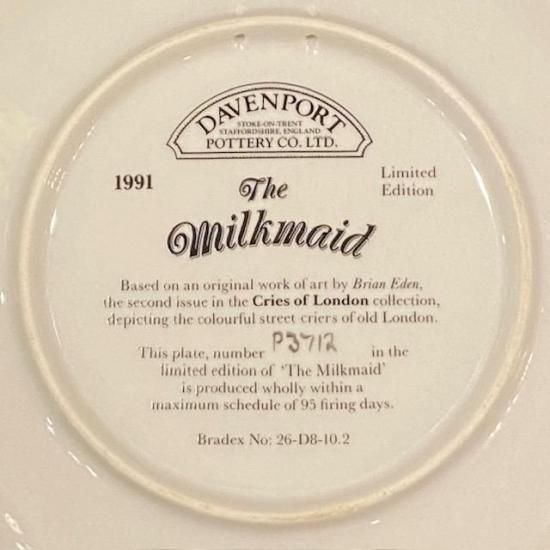 DAVENPORT
STOKE-ON-TRENT
STAFFORDSHIRE, ENGLAND
POTTERY CO. LTD.
1991
Limited
Edition
The
Milkmaid
Based on an original work of art by Brian Eden,
the second issue in the Cries of London collection,
depicting the colourful street criers of old London.
This plate, number P3712 in the
limited edition of ‘The Milkmaid’
is produced wholly within a
maximum schedule of 95 firing days.
Bradex No: 26-D8-10.2